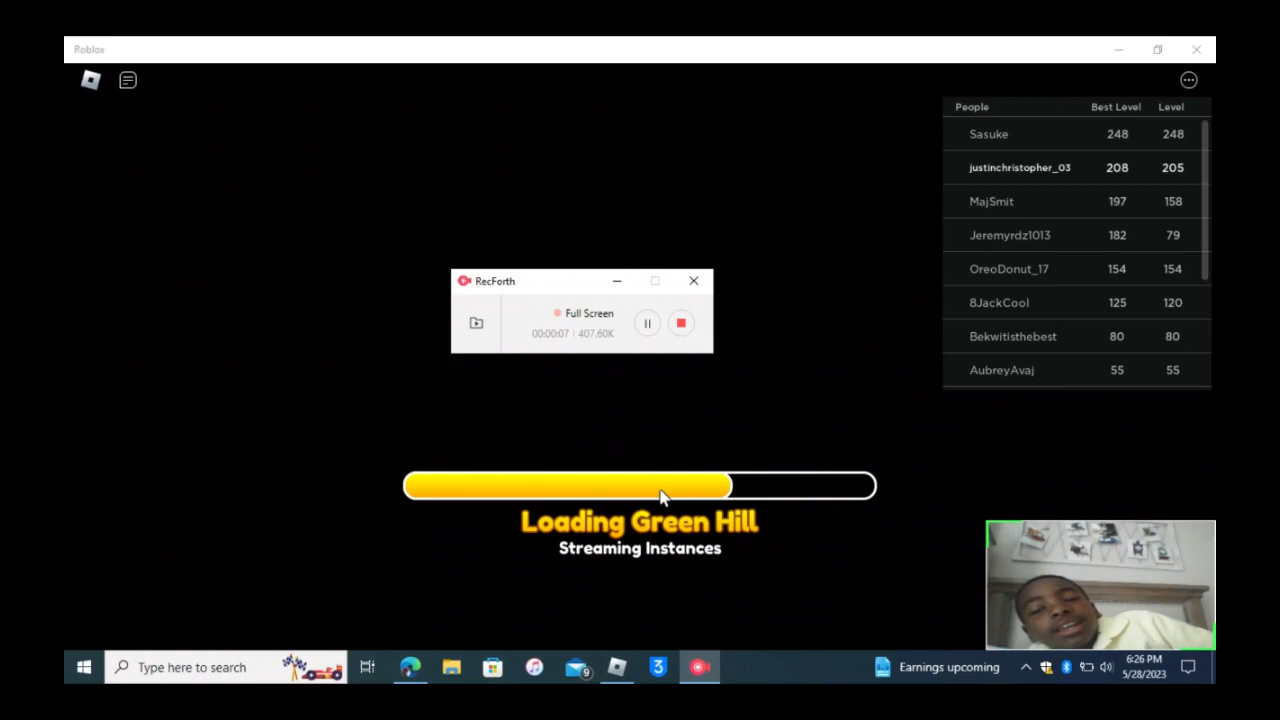 Roblox
People Best Level Level
Sasuke 248 248
justinchristopher_03 208 205
MajSmit 197 158
Jeremyrdz1013 182 79
OreoDonut_17 154 154
8JackCool 125 120
Bekwitisthebest 80 80
AubreyAvaj 55 55
RecForth
Full Screen
00:00:07 | 407.60K
Loading Green Hill
Streaming Instances
Type here to search
9
3
Earnings upcoming
6:26 PM
5/28/2023